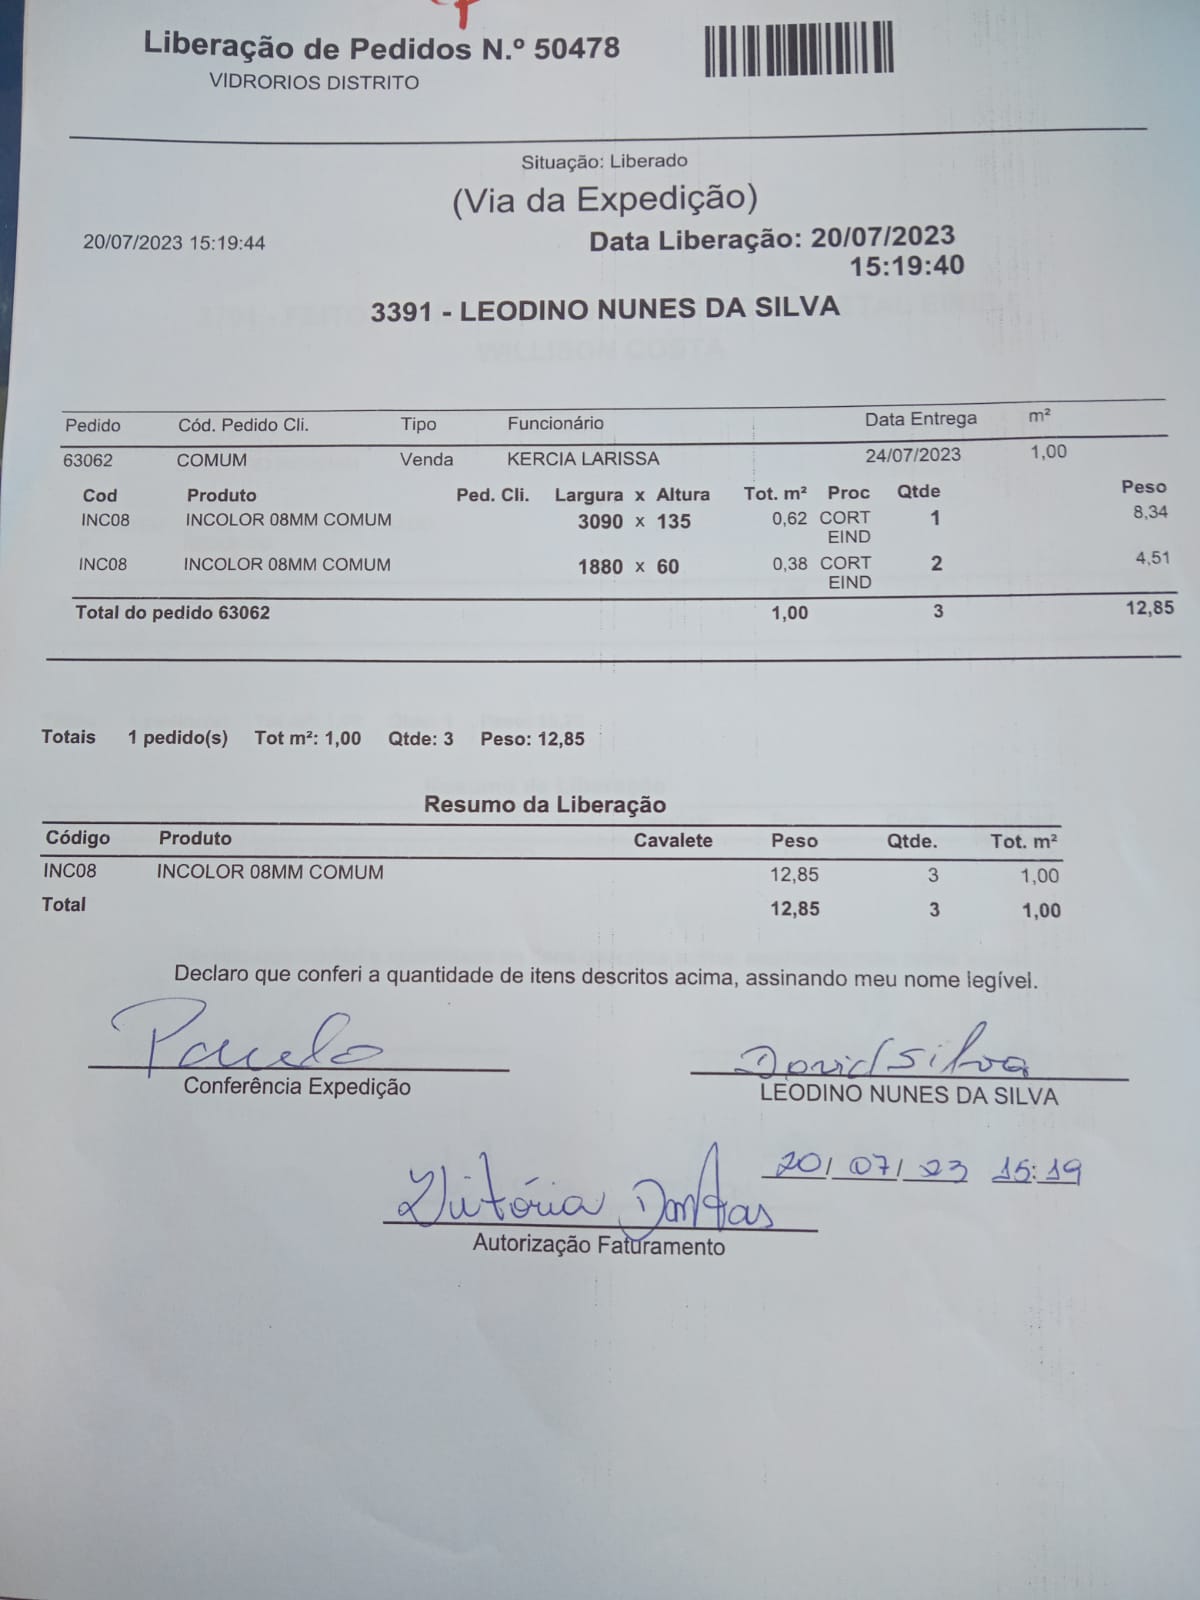 Liberação de Pedidos N.º 50478
VIDRORIOS DISTRITO
Situação: Liberado
(Via da Expedição)
20/07/2023 15:19:44
Data Liberação: 20/07/2023
15:19:40
3391 - LEODINO NUNES DA SILVA
Pedido Cód. Pedido Cli. Tipo Funcionário Data Entrega m²
63062 COMUM Venda KERCIA LARISSA 24/07/2023 1,00
Cod Produto Ped. Cli. Largura x Altura Tot. m² Proc Qtde Peso
INC08 INCOLOR 08MM COMUM 3090 x 135 0,62 CORT 1 8,34
EIND
INC08 INCOLOR 08MM COMUM 1880 x 60 0,38 CORT 2 4,51
EIND
Total do pedido 63062 1,00 3 12,85
Totais 1 pedido(s) Tot m²: 1,00 Qtde: 3 Peso: 12,85
Resumo da Liberação
Código Produto Cavalete Peso Qtde. Tot. m²
INC08 INCOLOR 08MM COMUM 12,85 3 1,00
Total 12,85 3 1,00
Declaro que conferi a quantidade de itens descritos acima, assinando meu nome legível.
Paulo David Silva
Conferência Expedição LEODINO NUNES DA SILVA
20/07/23 15:19
Vitória Dantas
Autorização Faturamento